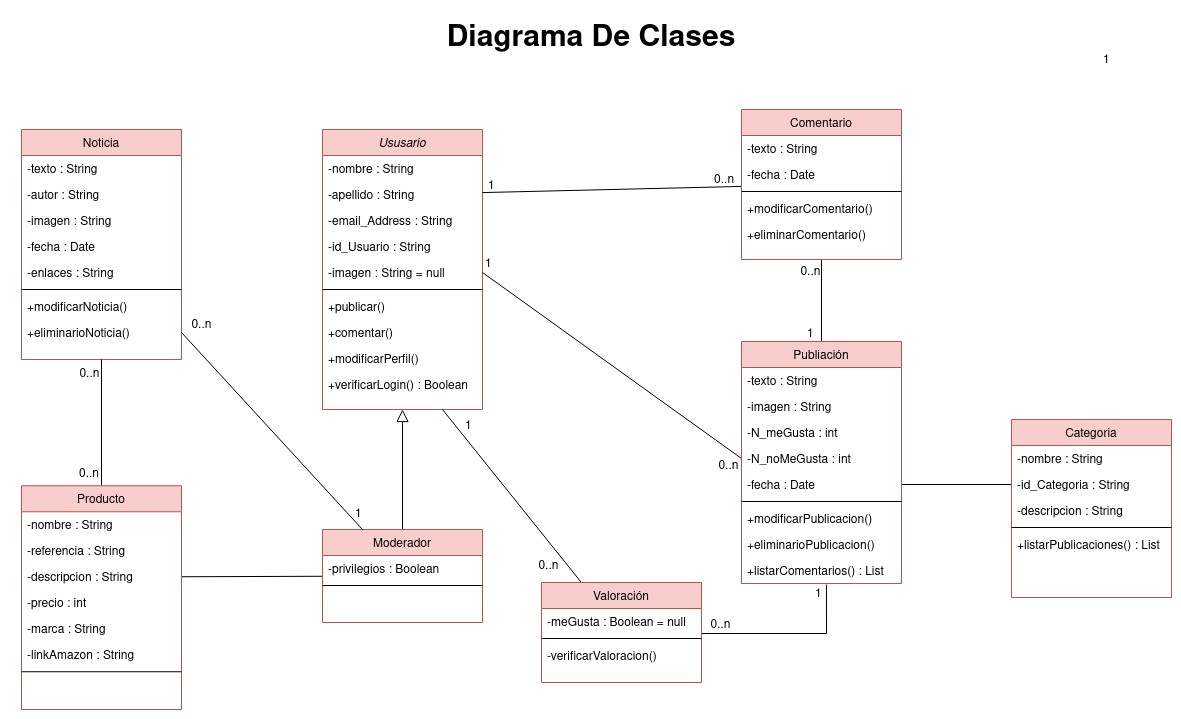 Diagrama De Clases
1
Noticia
-texto : String
-autor : String
-imagen : String
-fecha : Date
-enlaces : String
+modificarNoticia()
+eliminarioNoticia()
0..n
0..n
0..n
Producto
-nombre : String
-referencia : String
-descripcion : String
-precio : int
-marca : String
-linkAmazon : String
Ususario
-nombre : String
-apellido : String
-email_Address : String
-id_Usuario : String
-imagen : String = null
+publicar()
+comentar()
+modificarPerfil()
+verificarLogin() : Boolean
1
1
1
1
Moderador
-privilegios : Boolean
0..n
Valoración
-meGusta : Boolean = null
-verificarValoracion()
0..n
0..n
Comentario
-texto : String
-fecha : Date
+modificarComentario()
+eliminarComentario()
0..n
1
Publiación
-texto : String
-imagen : String
-N_meGusta : int
-N_noMeGusta : int
-fecha : Date
+modificarPublicacion()
+eliminarioPublicacion()
+listarComentarios() : List
0..n
1
Categoria
-nombre : String
-id_Categoria : String
-descripcion : String
+listarPublicaciones() : List